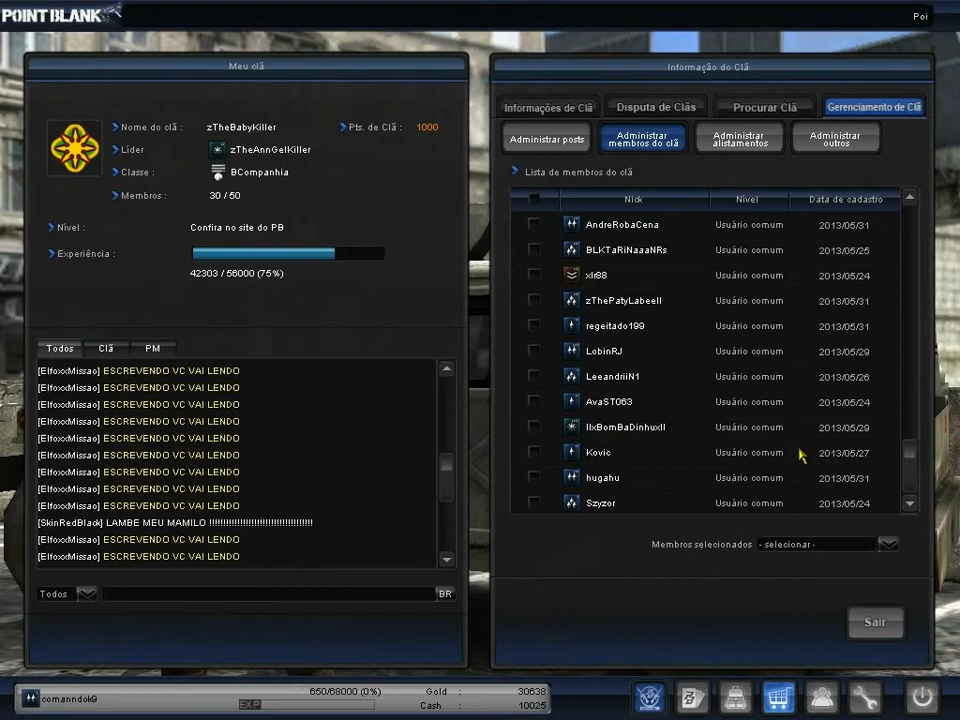 POINT BLANK
Poi
Meu clã
Nome do clã : zTheBabyKiller Pts. de Clã : 1000
Líder zTheAnnGelKiller
Classe : BCompanhia
Membros : 30 / 50
Nível : Confira no site do PB
Experiência :
42303 / 56000 (75%)
Todos Clã PM
[ElfoxxMissao] ESCREVENDO VC VAI LENDO
[ElfoxxMissao] ESCREVENDO VC VAI LENDO
[ElfoxxMissao] ESCREVENDO VC VAI LENDO
[ElfoxxMissao] ESCREVENDO VC VAI LENDO
[ElfoxxMissao] ESCREVENDO VC VAI LENDO
[ElfoxxMissao] ESCREVENDO VC VAI LENDO
[ElfoxxMissao] ESCREVENDO VC VAI LENDO
[ElfoxxMissao] ESCREVENDO VC VAI LENDO
[ElfoxxMissao] ESCREVENDO VC VAI LENDO
[SkinRedBlack] LAMBE MEU MAMILO !!!!!!!!!!!!!!!!!!!!!!!!!!!!!!!!!!!!!
[ElfoxxMissao] ESCREVENDO VC VAI LENDO
[ElfoxxMissao] ESCREVENDO VC VAI LENDO
Todos BR
Informação do Clã
Informações de Clã Disputa de Clãs Procurar Clã Gerenciamento de Clã
Administrar posts Administrar membros do clã Administrar alistamentos Administrar outros
Lista de membros do clã
Nick Nível Data de cadastro
AndreRobaCena Usuário comum 2013/05/31
BLKTaRiNaaaNRs Usuário comum 2013/05/25
xlr88 Usuário comum 2013/05/24
zThePatyLabeell Usuário comum 2013/05/31
regeitado199 Usuário comum 2013/05/31
LobinRJ Usuário comum 2013/05/29
LeeandriiN1 Usuário comum 2013/05/26
AvaST063 Usuário comum 2013/05/24
IIxBomBaDinhuxII Usuário comum 2013/05/29
Kovic Usuário comum 2013/05/27
hugahu Usuário comum 2013/05/31
Szyzor Usuário comum 2013/05/24
Membros selecionados - selecionar -
Sair
comanndok9
650/68000 (0%)
EXP
Gold : 30638
Cash : 10025